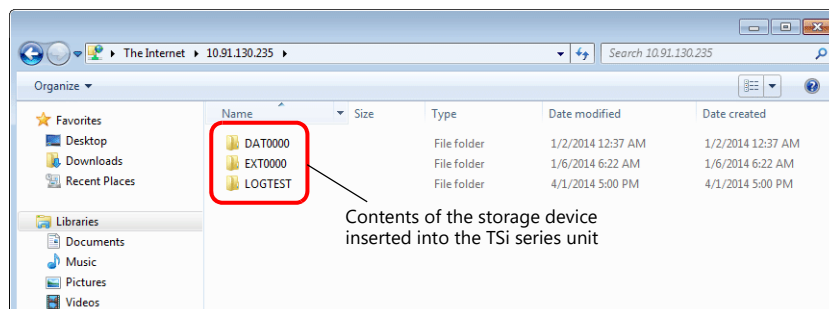 The Internet ▸ 10.91.130.235 ▸
Search 10.91.130.235
Organize
Favorites
Desktop
Downloads
Recent Places
Libraries
Documents
Music
Pictures
Videos
Name Size Type Date modified Date created
DAT0000 File folder 1/2/2014 12:37 AM 1/2/2014 12:37 AM
EXT0000 File folder 1/6/2014 6:22 AM 1/6/2014 6:22 AM
LOGTEST File folder 4/1/2014 5:00 PM 4/1/2014 5:00 PM
Contents of the storage device
inserted into the TSi series unit